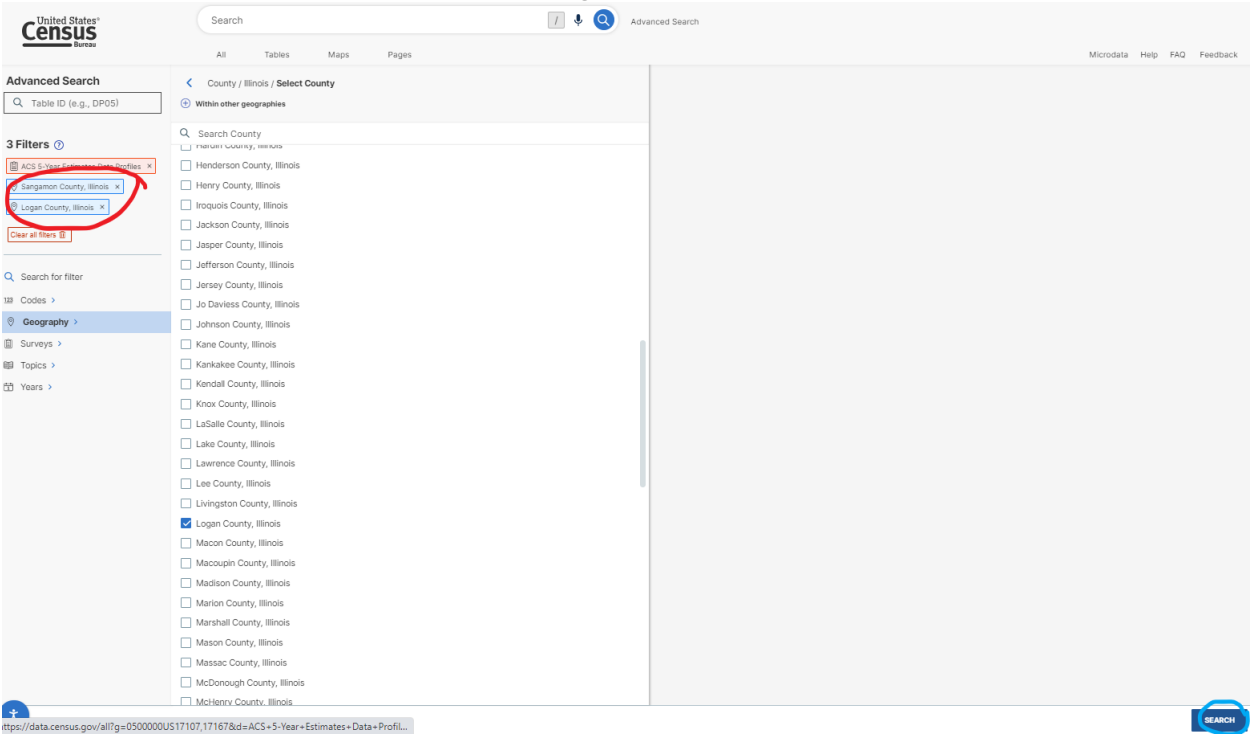 United States®
Census
Bureau
Search
/
Advanced Search
All Tables Maps Pages
Microdata Help FAQ Feedback
Advanced Search
Table ID (e.g., DP05)
3 Filters ?
ACS 5-Year Estimates Data Profiles ×
Sangamon County, Illinois ×
Logan County, Illinois ×
Clear all filters
Search for filter
123 Codes >
Geography >
Surveys >
Topics >
Years >
County / Illinois / Select County
Within other geographies
Search County
Hardin County, Illinois
Henderson County, Illinois
Henry County, Illinois
Iroquois County, Illinois
Jackson County, Illinois
Jasper County, Illinois
Jefferson County, Illinois
Jersey County, Illinois
Jo Daviess County, Illinois
Johnson County, Illinois
Kane County, Illinois
Kankakee County, Illinois
Kendall County, Illinois
Knox County, Illinois
LaSalle County, Illinois
Lake County, Illinois
Lawrence County, Illinois
Lee County, Illinois
Livingston County, Illinois
Logan County, Illinois
Macon County, Illinois
Macoupin County, Illinois
Madison County, Illinois
Marion County, Illinois
Marshall County, Illinois
Mason County, Illinois
Massac County, Illinois
McDonough County, Illinois
McHenry County, Illinois
ttps://data.census.gov/all?g=0500000US17107,17167&d=ACS+5-Year+Estimates+Data+Profil...
SEARCH